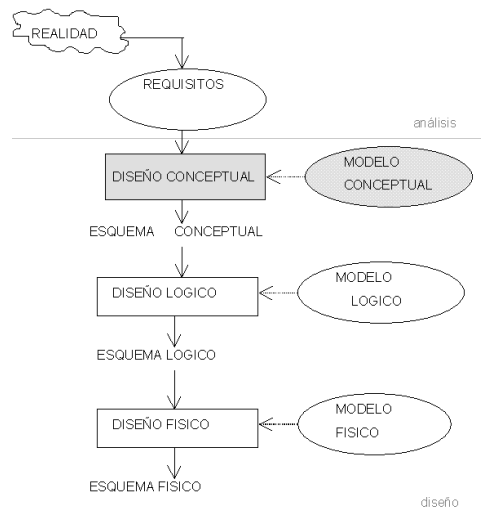 REALIDAD
REQUISITOS
análisis
DISEÑO CONCEPTUAL
MODELO
CONCEPTUAL
ESQUEMA CONCEPTUAL
DISEÑO LOGICO
MODELO
LOGICO
ESQUEMA LOGICO
DISEÑO FISICO
MODELO
FISICO
ESQUEMA FISICO
diseño